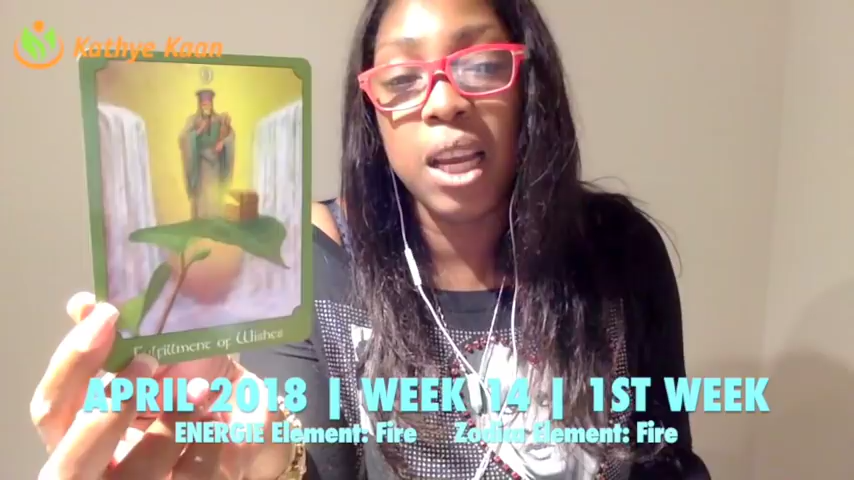 Kathye Kaan
Fulfillment of Wishes
APRIL 2018 | WEEK 14 | 1ST WEEK
ENERGIE Element: Fire Zodiac Element: Fire